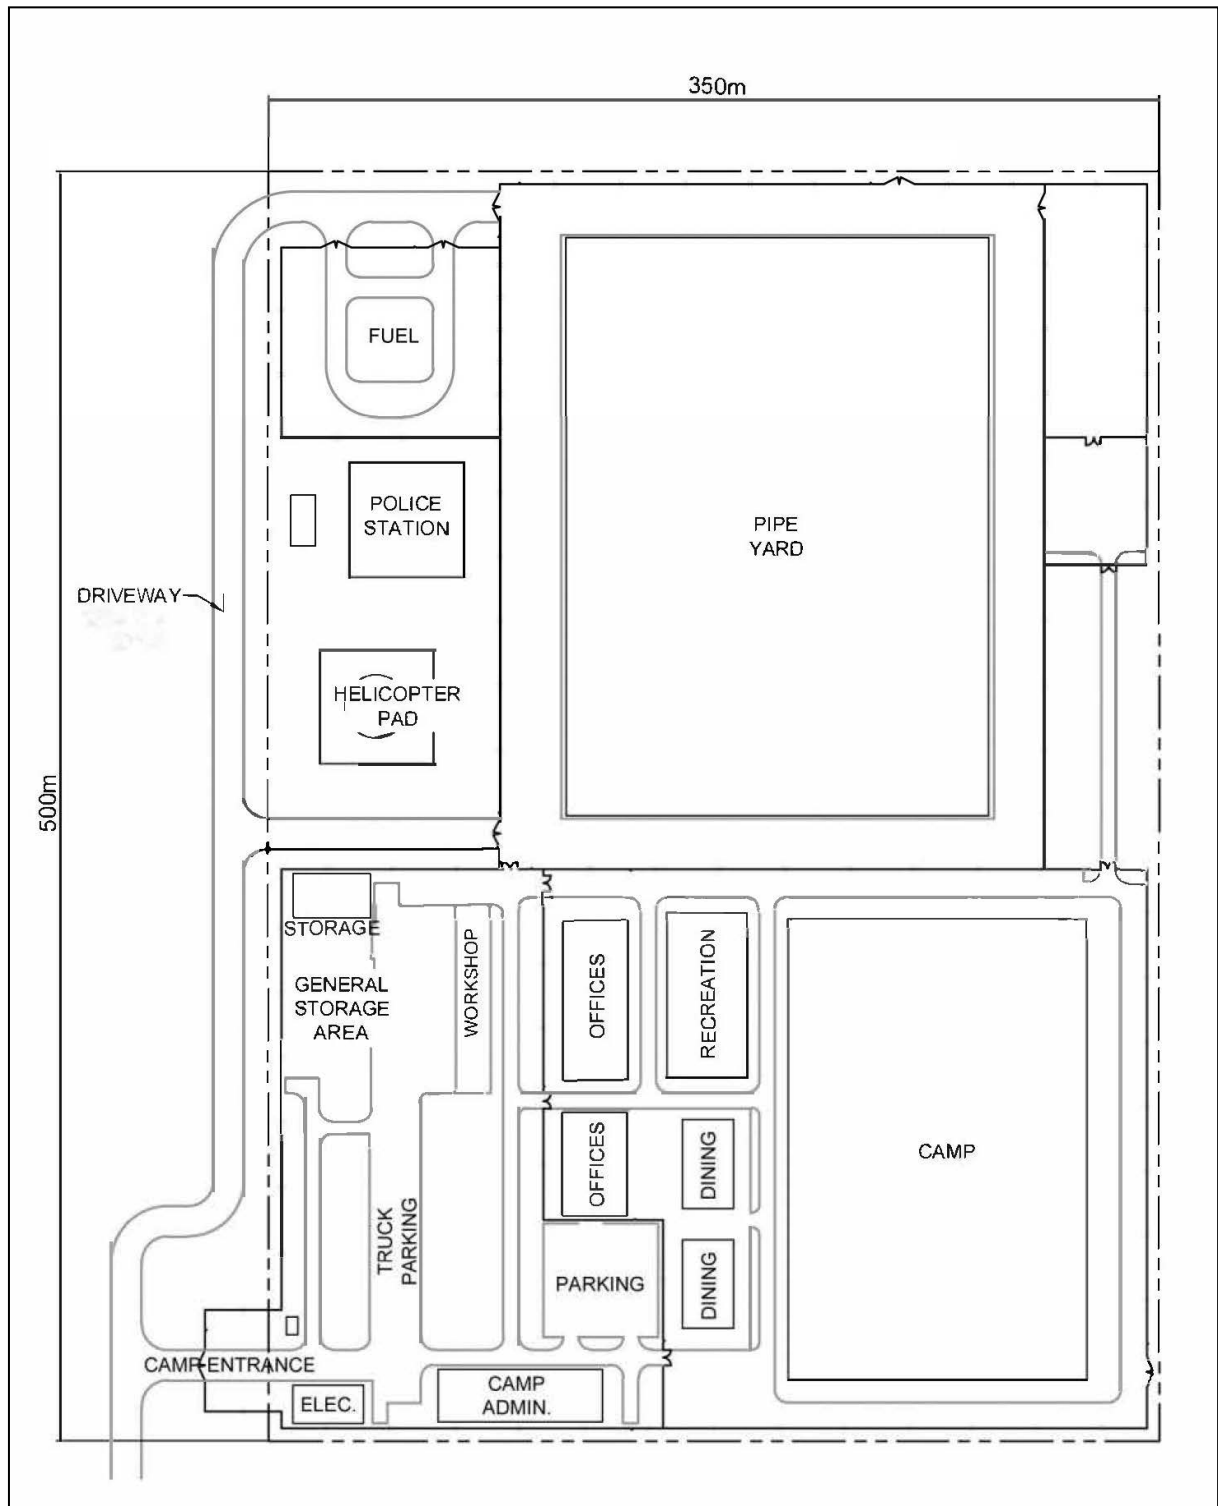 350m
FUEL
POLICE
STATION
PIPE
YARD
DRIVEWAY
HELICOPTER
PAD
500m
STORAGE
GENERAL
STORAGE
AREA
WORKSHOP
OFFICES
RECREATION
OFFICES
DINING
CAMP
TRUCK
PARKING
PARKING
DINING
CAMP ENTRANCE
ELEC.
CAMP
ADMIN.